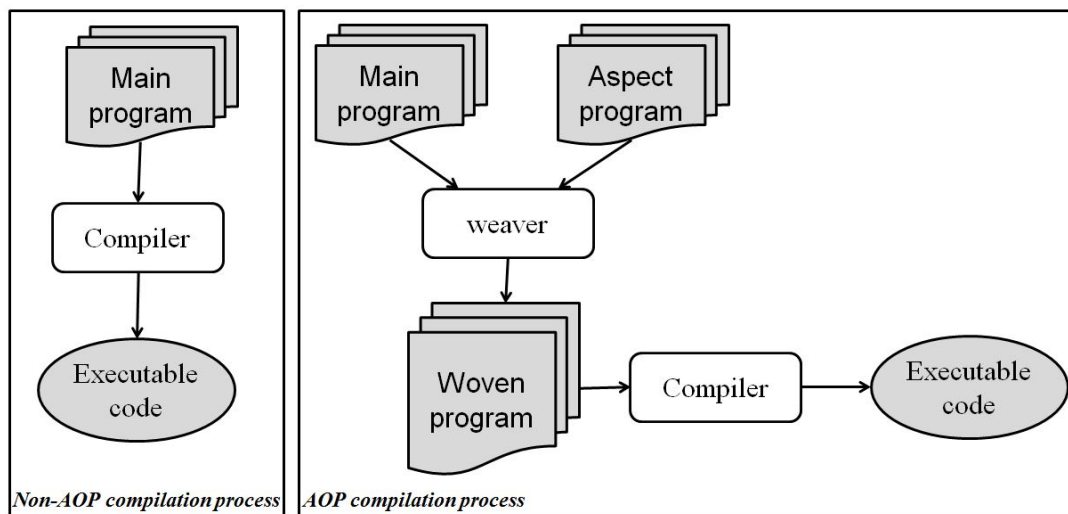 Main
program
Compiler
Executable
code
Non-AOP compilation process
Main
program
Aspect
program
weaver
Woven
program
Compiler
Executable
code
AOP compilation process